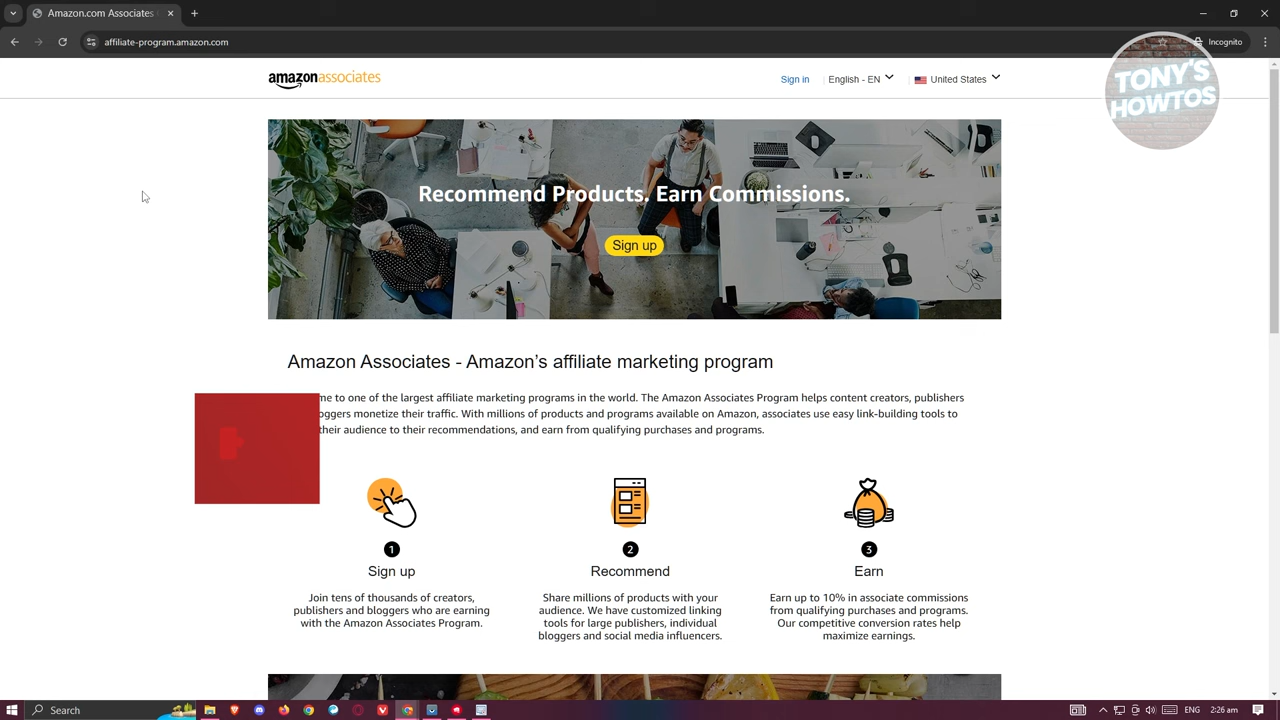 Amazon.com Associates
affiliate-program.amazon.com
Incognito
amazonassociates
Sign in
English - EN
United States
TONY'S
HOWTOS
Recommend Products. Earn Commissions.
Sign up
Amazon Associates - Amazon’s affiliate marketing program
me to one of the largest affiliate marketing programs in the world. The Amazon Associates Program helps content creators, publishers
oggers monetize their traffic. With millions of products and programs available on Amazon, associates use easy link-building tools to
their audience to their recommendations, and earn from qualifying purchases and programs.
1
Sign up
Join tens of thousands of creators,
publishers and bloggers who are earning
with the Amazon Associates Program.
2
Recommend
Share millions of products with your
audience. We have customized linking
tools for large publishers, individual
bloggers and social media influencers.
3
Earn
Earn up to 10% in associate commissions
from qualifying purchases and programs.
Our competitive conversion rates help
maximize earnings.
Search
ENG
2:26 am